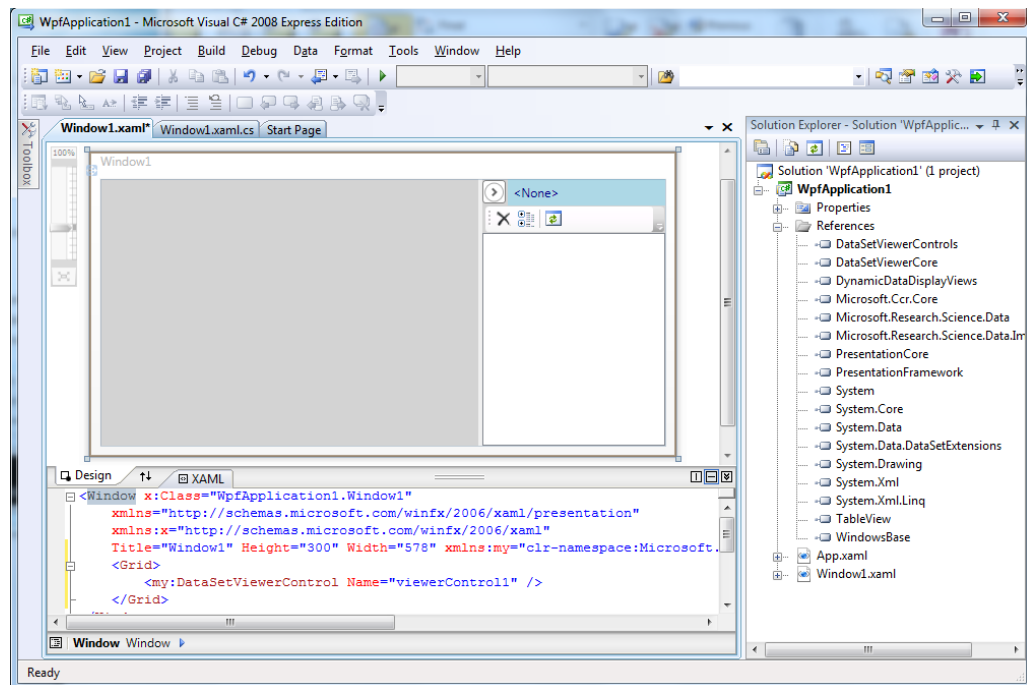 WpfApplication1 - Microsoft Visual C# 2008 Express Edition
File Edit View Project Build Debug Data Format Tools Window Help
Toolbox
Window1.xaml* Window1.xaml.cs Start Page
100%
Window1
<None>
Design XAML
<Window x:Class="WpfApplication1.Window1"
xmlns="http://schemas.microsoft.com/winfx/2006/xaml/presentation"
xmlns:x="http://schemas.microsoft.com/winfx/2006/xaml"
Title="Window1" Height="300" Width="578" xmlns:my="clr-namespace:Microsoft.
<Grid>
<my:DataSetViewerControl Name="viewerControl1" />
</Grid>
Window Window
Solution Explorer - Solution 'WpfApplic...
Solution 'WpfApplication1' (1 project)
WpfApplication1
Properties
References
DataSetViewerControls
DataSetViewerCore
DynamicDataDisplayViews
Microsoft.Ccr.Core
Microsoft.Research.Science.Data
Microsoft.Research.Science.Data.Im
PresentationCore
PresentationFramework
System
System.Core
System.Data
System.Data.DataSetExtensions
System.Drawing
System.Xml
System.Xml.Linq
TableView
WindowsBase
App.xaml
Window1.xaml
Ready